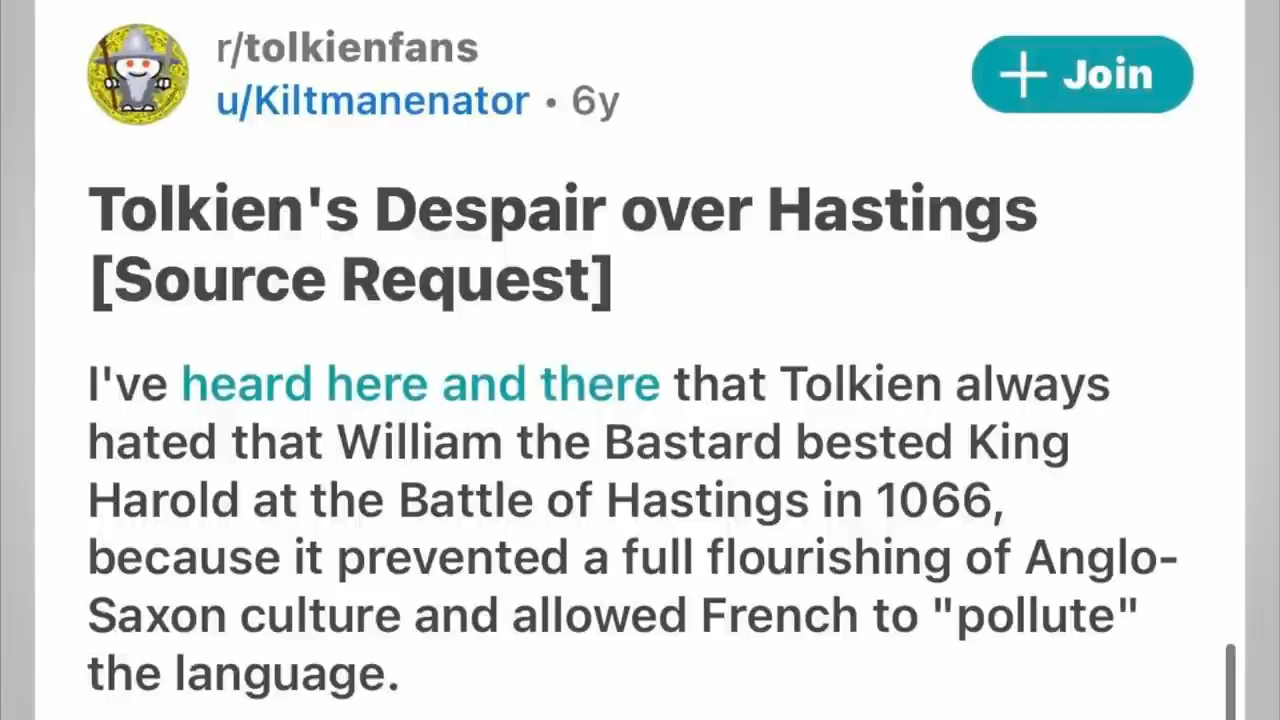 r/tolkienfans
u/Kiltmanenator • 6y
+ Join
Tolkien's Despair over Hastings
[Source Request]
I've heard here and there that Tolkien always
hated that William the Bastard bested King
Harold at the Battle of Hastings in 1066,
because it prevented a full flourishing of Anglo-
Saxon culture and allowed French to "pollute"
the language.